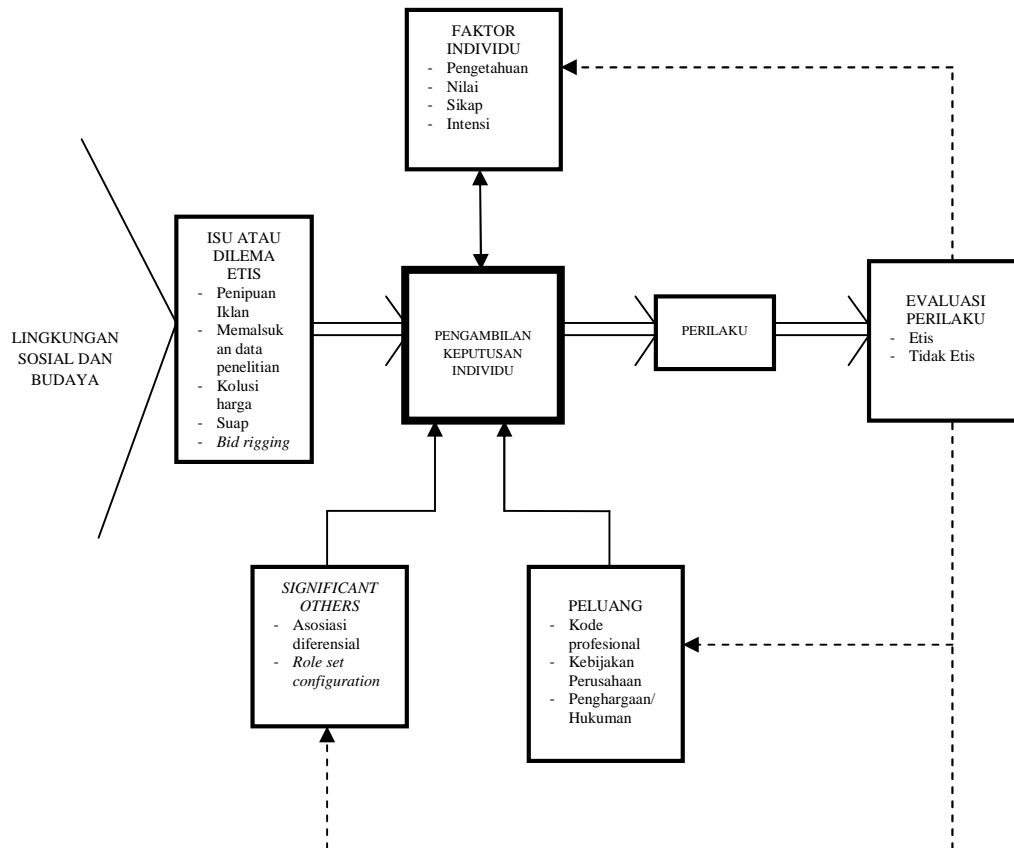 FAKTOR
INDIVIDU
- Pengetahuan
- Nilai
- Sikap
- Intensi
LINGKUNGAN
SOSIAL DAN
BUDAYA
ISU ATAU
DILEMA
ETIS
- Penipuan
Iklan
- Memalsuk
an data
penelitian
- Kolusi
harga
- Suap
- Bid rigging
PENGAMBILAN
KEPUTUSAN
INDIVIDU
PERILAKU
EVALUASI
PERILAKU
- Etis
- Tidak Etis
SIGNIFICANT
OTHERS
- Asosiasi
diferensial
- Role set
configuration
PELUANG
- Kode
profesional
- Kebijakan
Perusahaan
- Penghargaan/
Hukuman